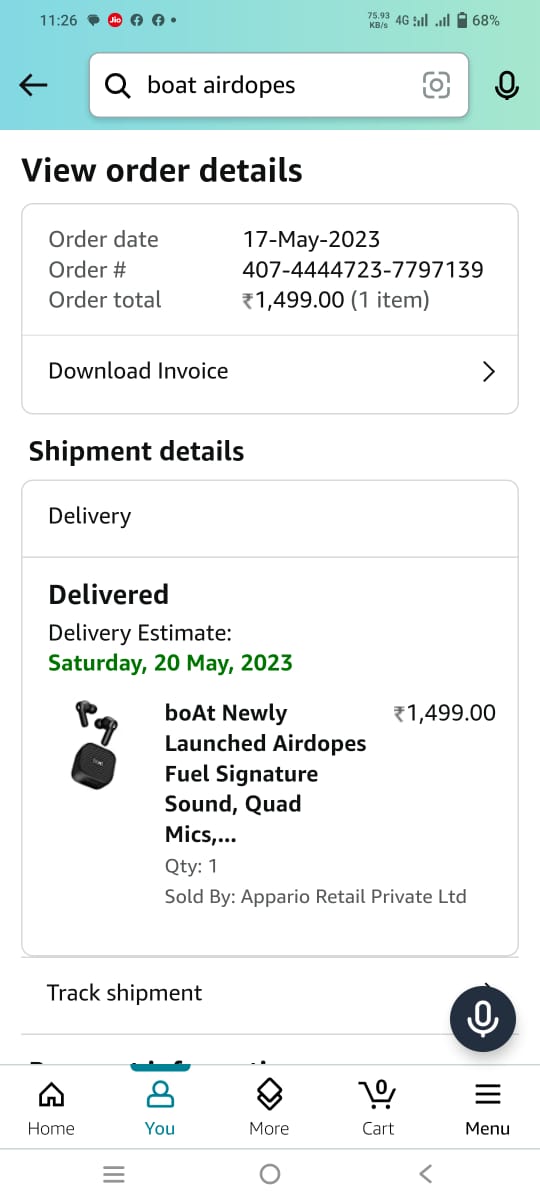 11:26
Jio
75.93 KB/s 4G 68%
boat airdopes
View order details
Order date 17-May-2023
Order # 407-4444723-7797139
Order total ₹1,499.00 (1 item)
Download Invoice
Shipment details
Delivery
Delivered
Delivery Estimate:
Saturday, 20 May, 2023
boAt Newly ₹1,499.00
Launched Airdopes
Fuel Signature
Sound, Quad
Mics,...
Qty: 1
Sold By: Appario Retail Private Ltd
Track shipment
0
Home You More Cart Menu